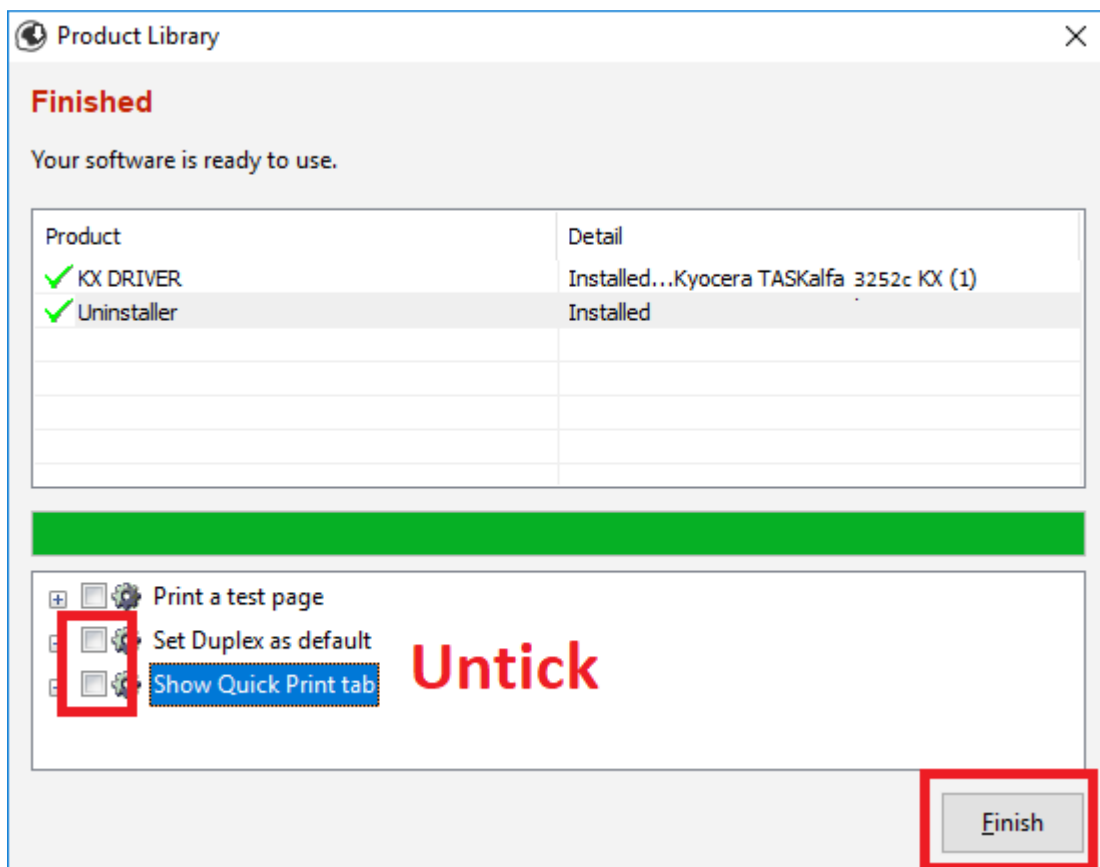 Product Library
Finished
Your software is ready to use.
Product Detail
KX DRIVER Installed...Kyocera TASKalfa 3252c KX (1)
Uninstaller Installed
Print a test page
Set Duplex as default
Untick
Show Quick Print tab
Finish